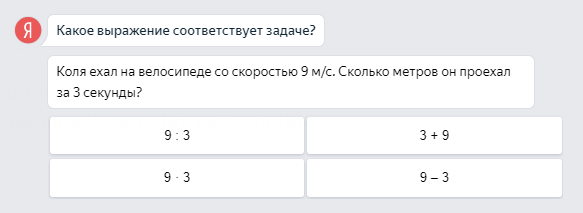 Я
Какое выражение соответствует задаче?
Коля ехал на велосипеде со скоростью 9 м/с. Сколько метров он проехал
за 3 секунды?
9 : 3
3 + 9
9 · 3
9 – 3